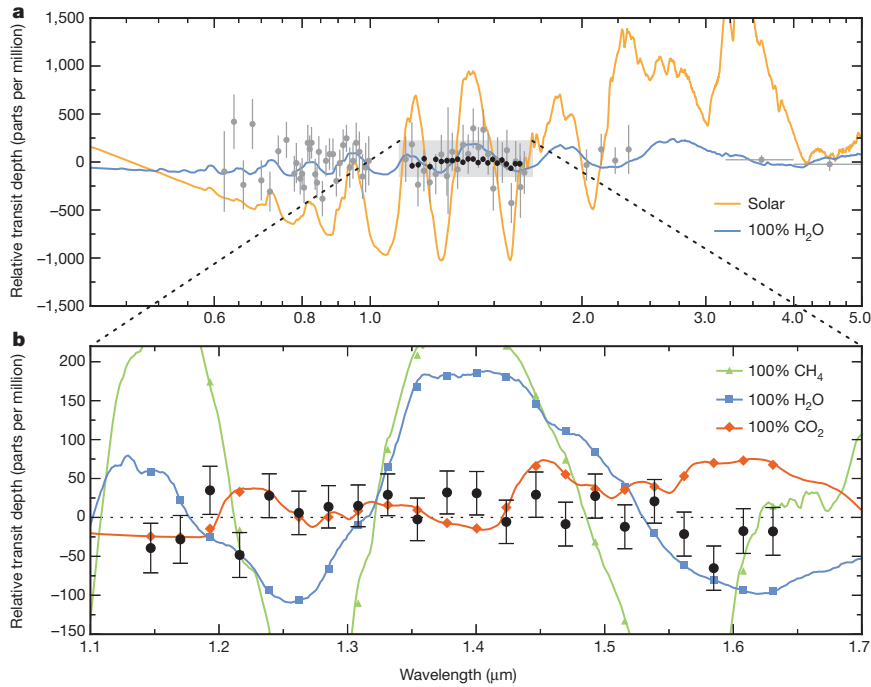 a
Relative transit depth (parts per million)
1,500
1,000
500
0
−500
−1,000
−1,500
Solar
100% H2O
0.6
0.8
1.0
2.0
3.0
4.0
5.0
b
Relative transit depth (parts per million)
200
150
100
50
0
−50
−100
−150
100% CH4
100% H2O
100% CO2
1.1
1.2
1.3
1.4
1.5
1.6
1.7
Wavelength (μm)